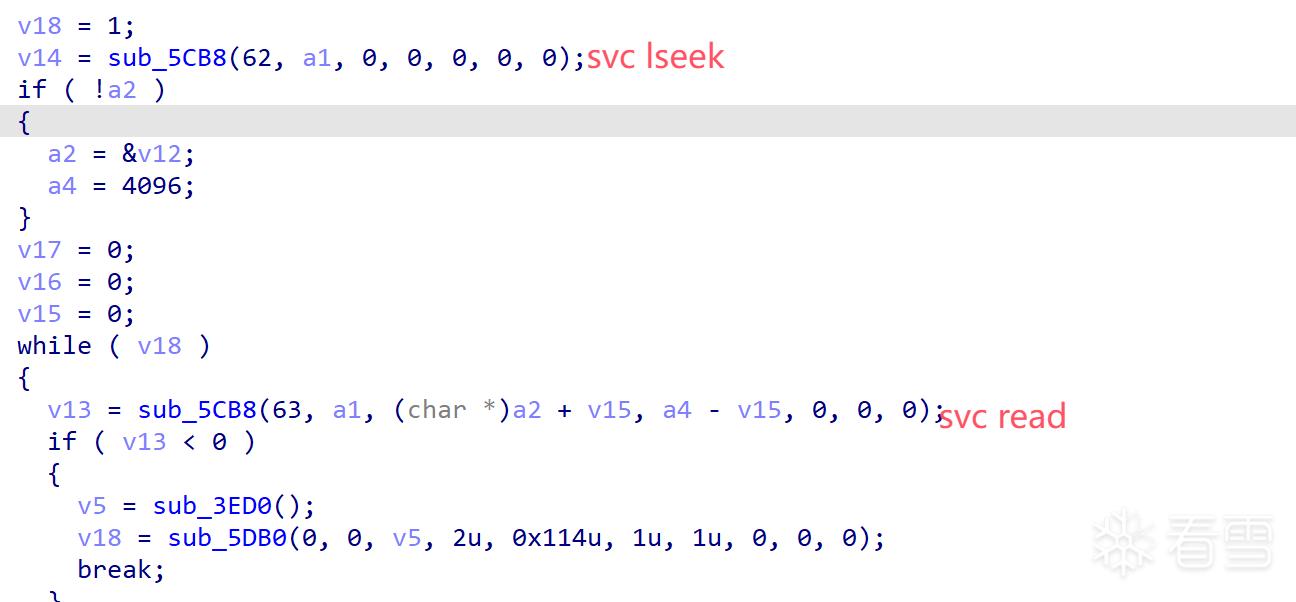 v18 = 1;
v14 = sub_5CB8(62, a1, 0, 0, 0, 0, 0);svc lseek
if ( !a2 )
{
a2 = &v12;
a4 = 4096;
}
v17 = 0;
v16 = 0;
v15 = 0;
while ( v18 )
{
v13 = sub_5CB8(63, a1, (char *)a2 + v15, a4 - v15, 0, 0, 0);svc read
if ( v13 < 0 )
{
v5 = sub_3ED0();
v18 = sub_5DB0(0, 0, v5, 2u, 0x114u, 1u, 1u, 0, 0, 0);
break;
}
看雪